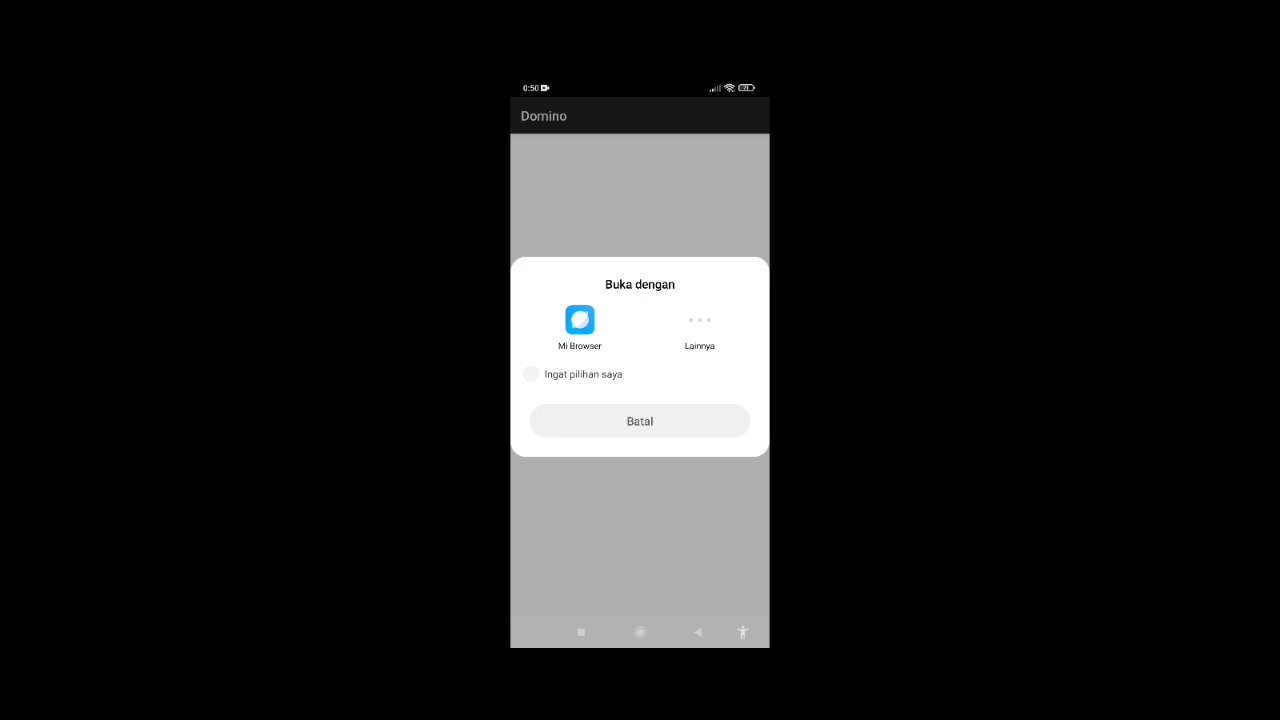 0:50
Domino
Buka dengan
Mi Browser
Lainnya
Ingat pilihan saya
Batal